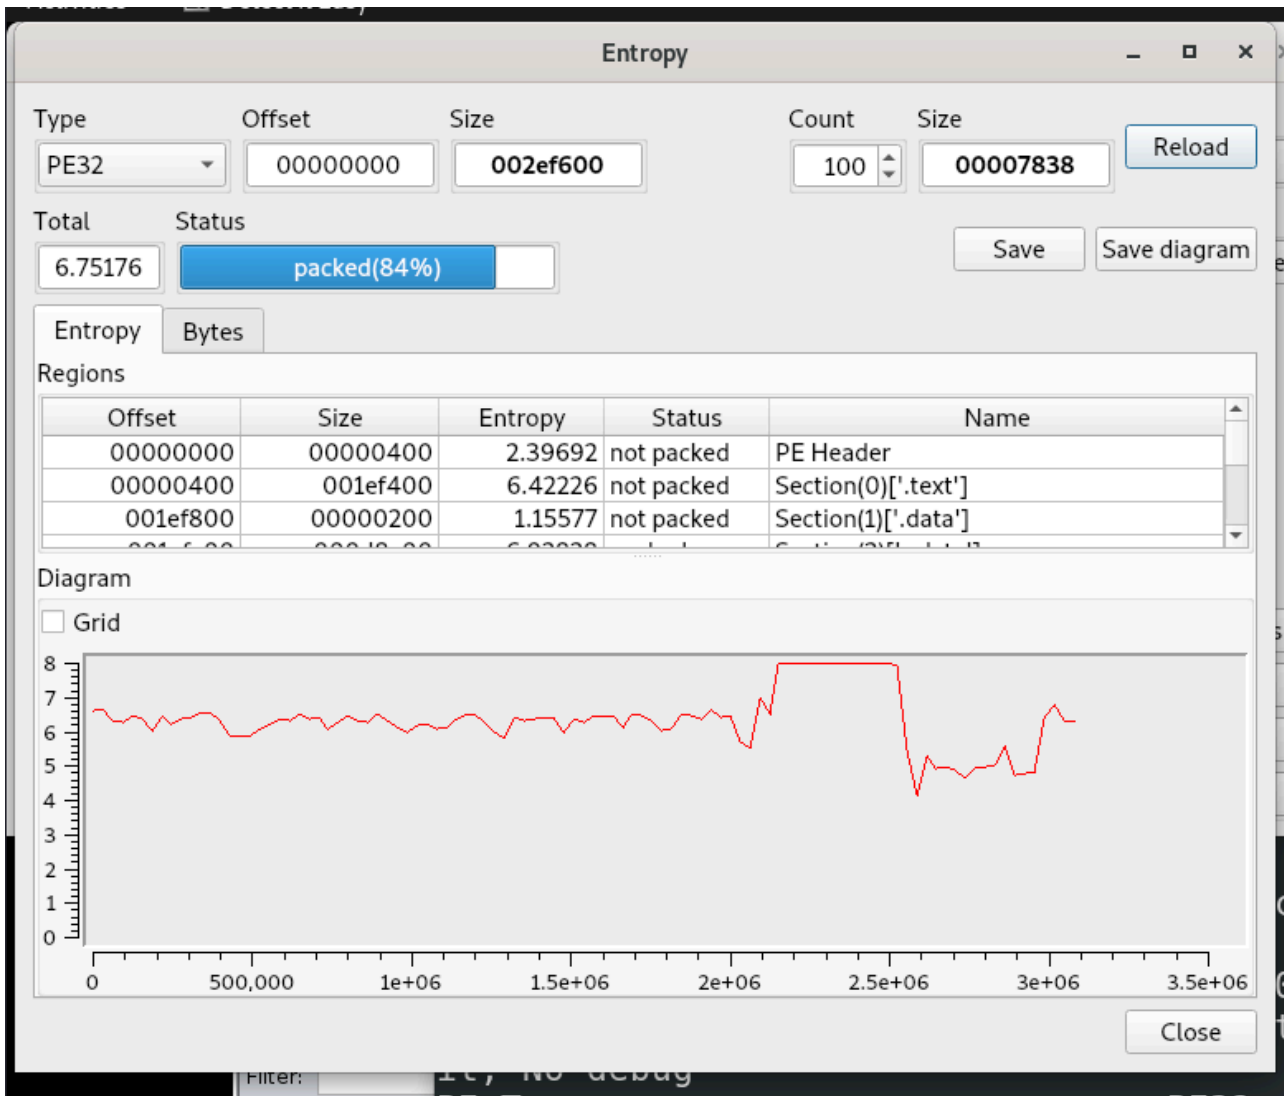 Entropy
Type Offset Size Count Size
PE32 00000000 002ef600 100 00007838 Reload
Total Status
6.75176 packed(84%) Save Save diagram
Entropy Bytes
Regions
Offset Size Entropy Status Name
00000000 00000400 2.39692 not packed PE Header
00000400 001ef400 6.42226 not packed Section(0)['.text']
001ef800 00000200 1.15577 not packed Section(1)['.data']
Diagram
Grid
8
7
6
5
4
3
2
1
0
0 500,000 1e+06 1.5e+06 2e+06 2.5e+06 3e+06 3.5e+06
Close
Filter: it, No debug